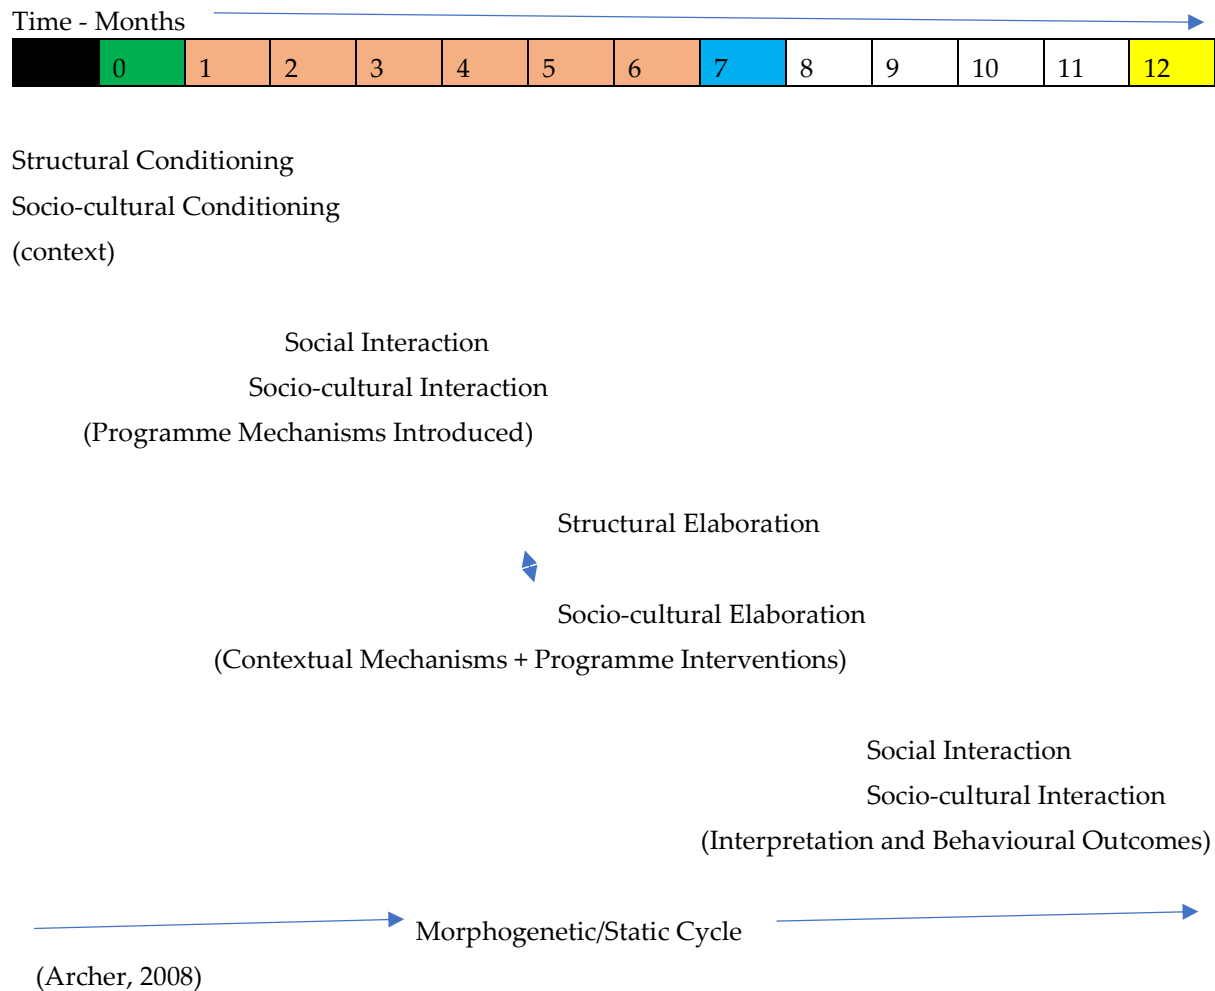 Time - Months
0 1 2 3 4 5 6 7 8 9 10 11 12
Structural Conditioning
Socio-cultural Conditioning
(context)
Social Interaction
Socio-cultural Interaction
(Programme Mechanisms Introduced)
Structural Elaboration
Socio-cultural Elaboration
(Contextual Mechanisms + Programme Interventions)
Social Interaction
Socio-cultural Interaction
(Interpretation and Behavioural Outcomes)
Morphogenetic/Static Cycle
(Archer, 2008)